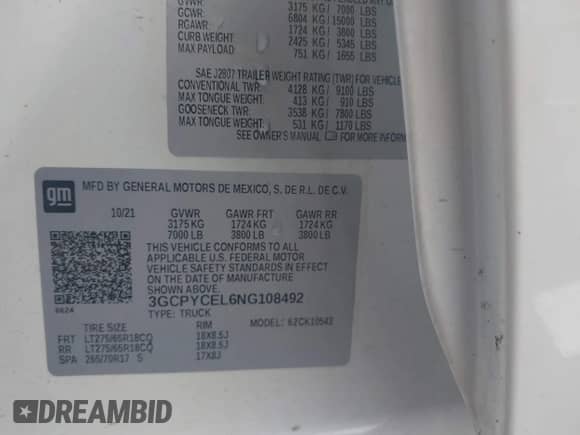 GVWR: 3175 KG/ 7000 LBS
GCWR: 6804 KG/ 15000 LBS
RGAWR: 1724 KG/ 3800 LBS
CURB WEIGHT: 2425 KG/ 5345 LBS
MAX PAYLOAD: 751 KG/ 1655 LBS
SAE J2807 TRAILER WEIGHT RATING (TWR) FOR VEHICLE
CONVENTIONAL TWR: 4128 KG/ 9100 LBS
MAX TONGUE WEIGHT: 413 KG/ 910 LBS
GOOSENECK TWR: 3538 KG/ 7800 LBS
MAX TONGUE WEIGHT: 531 KG/ 1170 LBS
SEE OWNER'S MANUAL FOR MORE INFORM
gm
MFD BY GENERAL MOTORS DE MEXICO, S. DE R.L. DE C.V.
10/21 GVWR GAWR FRT GAWR RR
3175 KG 1724 KG 1724 KG
7000 LB 3800 LB 3800 LB
THIS VEHICLE CONFORMS TO ALL
APPLICABLE U.S. FEDERAL MOTOR
VEHICLE SAFETY STANDARDS IN
EFFECT ON THE DATE OF
MANUFACTURE SHOWN ABOVE.
3GCPYCEL6NG108492
TYPE: TRUCK
MODEL: 62CK10543
TIRE SIZE RIM
FRT LT275/65R18CQ 18X8.5J
RR LT275/65R18CQ 18X8.5J
SPA 265/70R17 S 17X8J
DREAMBID